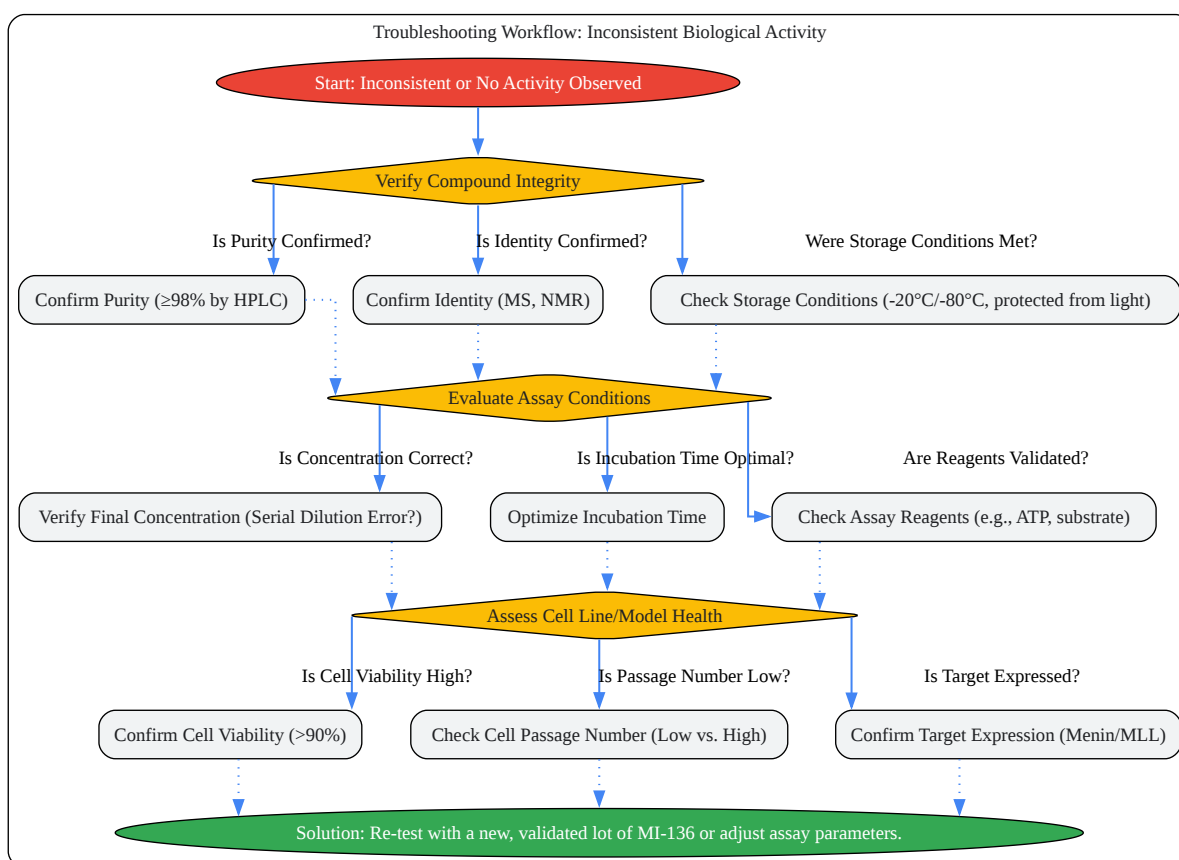 Troubleshooting Workflow: Inconsistent Biological Activity
Start: Inconsistent or No Activity Observed
Verify Compound Integrity
Is Purity Confirmed?
Is Identity Confirmed?
Were Storage Conditions Met?
Confirm Purity (≥98% by HPLC)
Confirm Identity (MS, NMR)
Check Storage Conditions (-20°C/-80°C, protected from light)
Evaluate Assay Conditions
Is Concentration Correct?
Is Incubation Time Optimal?
Are Reagents Validated?
Verify Final Concentration (Serial Dilution Error?)
Optimize Incubation Time
Check Assay Reagents (e.g., ATP, substrate)
Assess Cell Line/Model Health
Is Cell Viability High?
Is Passage Number Low?
Is Target Expressed?
Confirm Cell Viability (>90%)
Check Cell Passage Number (Low vs. High)
Confirm Target Expression (Menin/MLL)
Solution: Re-test with a new, validated lot of MI-136 or adjust assay parameters.